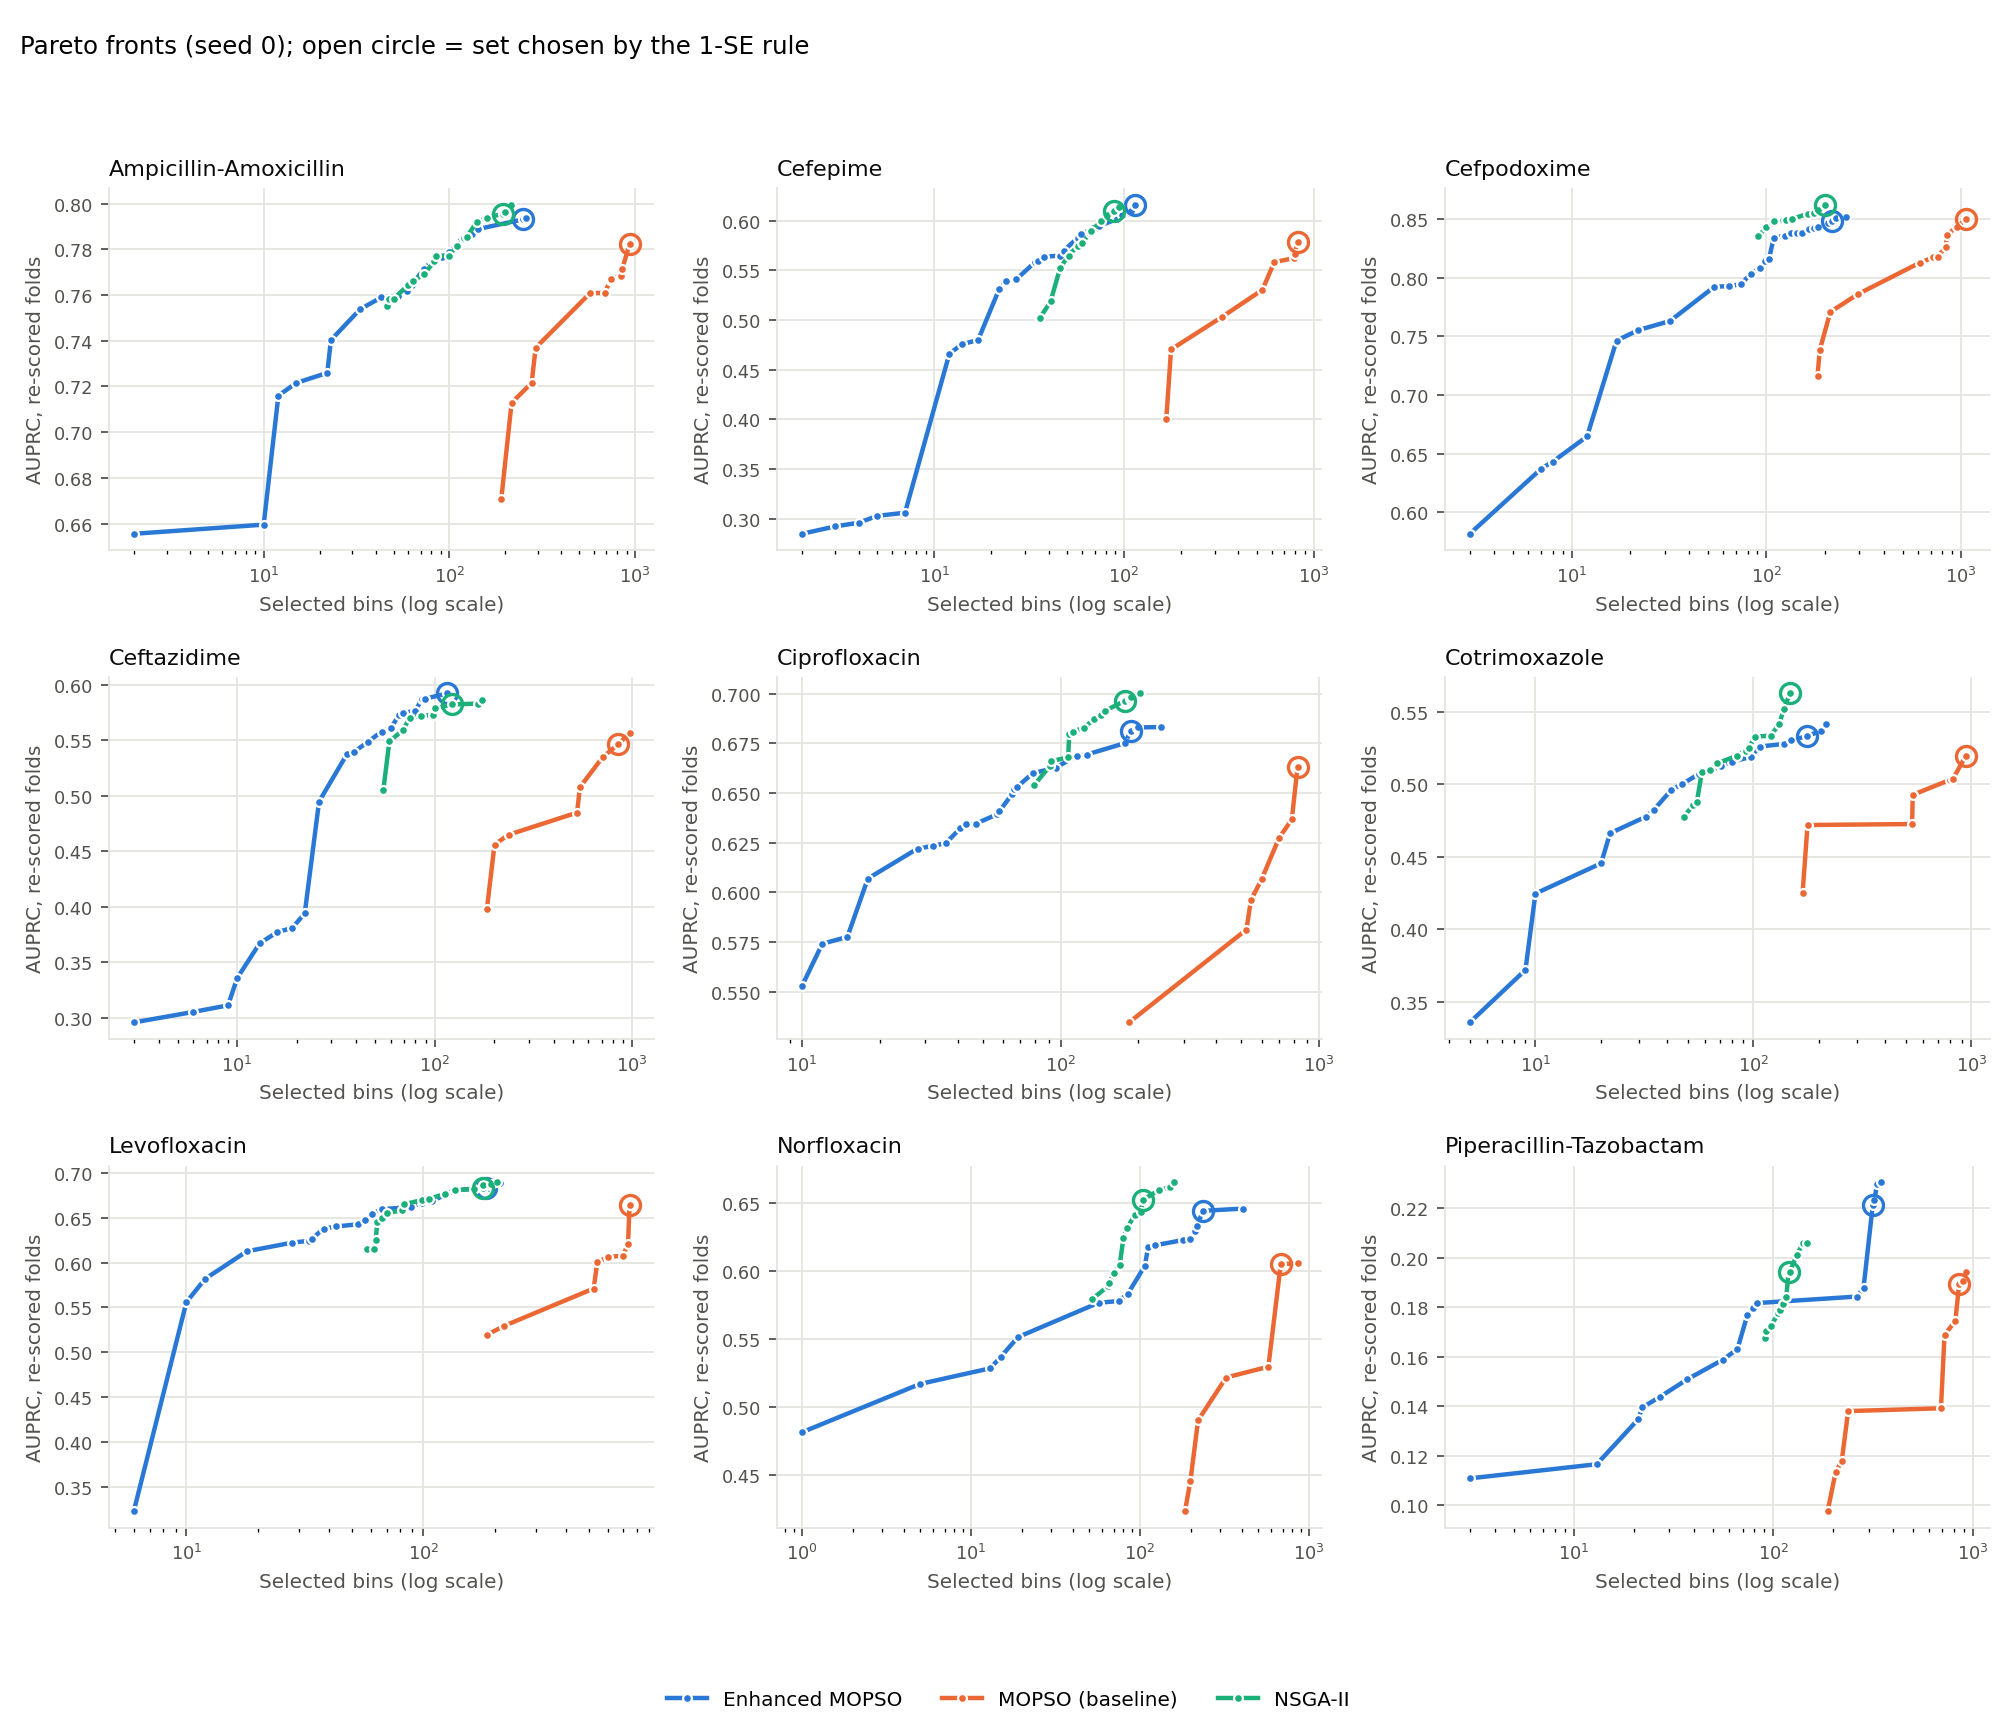 Pareto fronts (seed 0); open circle = set chosen by the 1-SE rule
Ampicillin-Amoxicillin
AUPRC, re-scored folds
0.80
0.78
0.76
0.74
0.72
0.70
0.68
0.66
10¹ 10² 10³
Selected bins (log scale)
Cefepime
AUPRC, re-scored folds
0.60
0.55
0.50
0.45
0.40
0.35
0.30
10¹ 10² 10³
Selected bins (log scale)
Cefpodoxime
AUPRC, re-scored folds
0.85
0.80
0.75
0.70
0.65
0.60
10¹ 10² 10³
Selected bins (log scale)
Ceftazidime
AUPRC, re-scored folds
0.60
0.55
0.50
0.45
0.40
0.35
0.30
10¹ 10² 10³
Selected bins (log scale)
Ciprofloxacin
AUPRC, re-scored folds
0.700
0.675
0.650
0.625
0.600
0.575
0.550
10¹ 10² 10³
Selected bins (log scale)
Cotrimoxazole
AUPRC, re-scored folds
0.55
0.50
0.45
0.40
0.35
10¹ 10² 10³
Selected bins (log scale)
Levofloxacin
AUPRC, re-scored folds
0.70
0.65
0.60
0.55
0.50
0.45
0.40
0.35
10¹ 10²
Selected bins (log scale)
Norfloxacin
AUPRC, re-scored folds
0.65
0.60
0.55
0.50
0.45
10⁰ 10¹ 10² 10³
Selected bins (log scale)
Piperacillin-Tazobactam
AUPRC, re-scored folds
0.22
0.20
0.18
0.16
0.14
0.12
0.10
10¹ 10² 10³
Selected bins (log scale)
Enhanced MOPSO MOPSO (baseline) NSGA-II